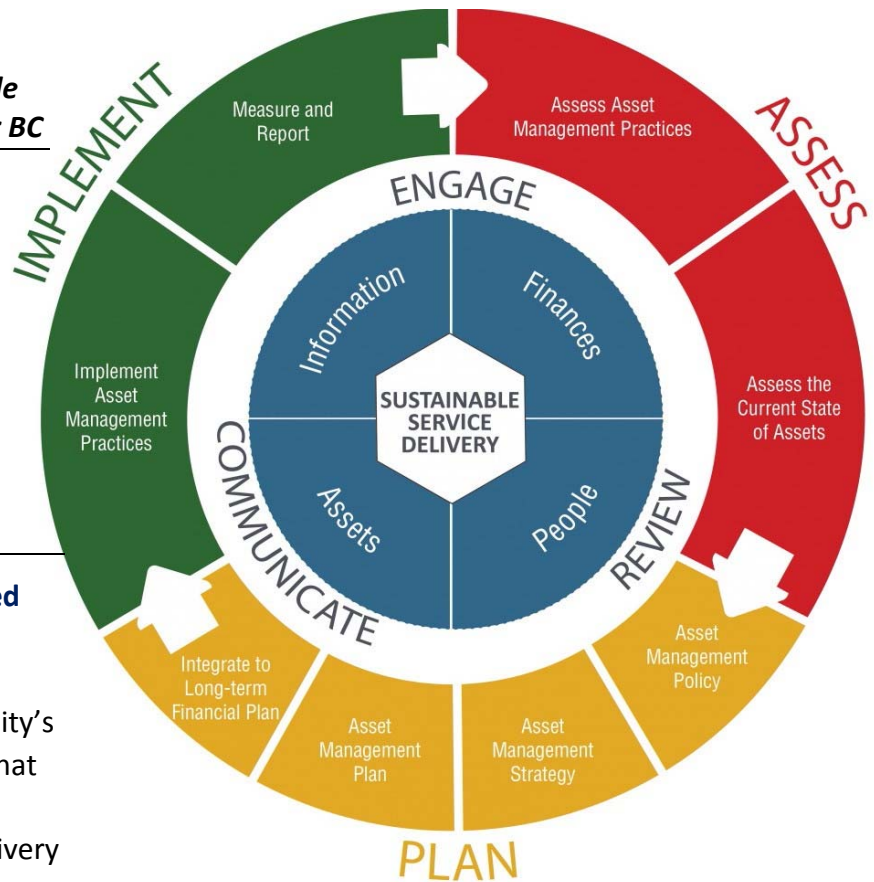 BC
IMPLEMENT
Measure and
Report
Assess Asset
Management Practices
ASSESS
ENGAGE
Information
Finances
Implement
Asset
Management
Practices
SUSTAINABLE
SERVICE
DELIVERY
Assess the
Current State
of Assets
COMMUNICATE
Assets
People
REVIEW
Integrate to
Long-term
Financial Plan
Asset
Management
Plan
Asset
Management
Strategy
Asset
Management
Policy
PLAN